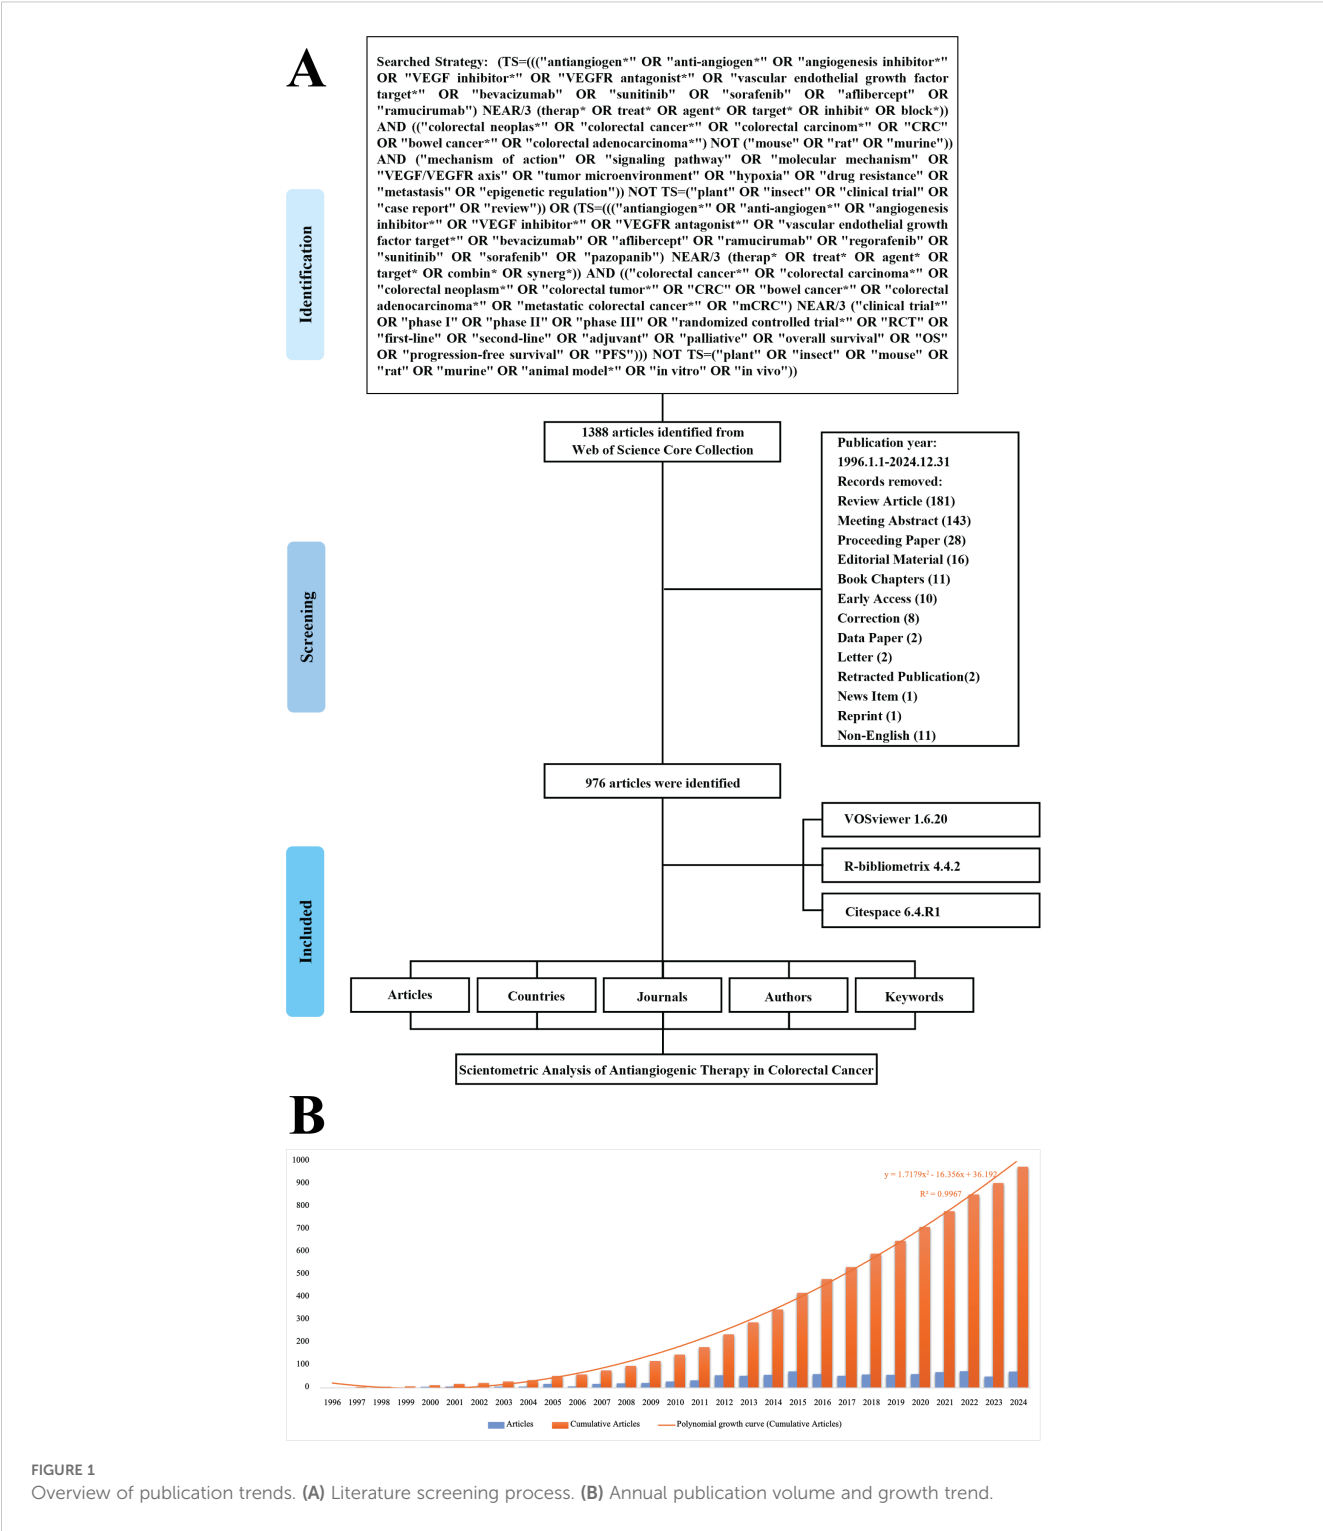 A
Searched Strategy: (TS=((("antiangiogen*" OR "anti-angiogen*" OR "angiogenesis inhibitor*"
OR "VEGF inhibitor*" OR "VEGFR antagonist*" OR "vascular endothelial growth factor
target*" OR "bevacizumab" OR "sunitinib" OR "sorafenib" OR "aflibercept" OR
"ramucirumab") NEAR/3 (therap* OR treat* OR agent* OR target* OR inhibit* OR block*))
AND (("colorectal neoplas*" OR "colorectal cancer*" OR "colorectal carcinom*" OR "CRC"
OR "bowel cancer*" OR "colorectal adenocarcinoma*") NOT ("mouse" OR "rat" OR "murine"))
AND ("mechanism of action" OR "signaling pathway" OR "molecular mechanism" OR
"VEGF/VEGFR axis" OR "tumor microenvironment" OR "hypoxia" OR "drug resistance" OR
"metastasis" OR "epigenetic regulation")) NOT TS=("plant" OR "insect" OR "clinical trial" OR
"case report" OR "review")) OR (TS=((("antiangiogen*" OR "anti-angiogen*" OR "angiogenesis
inhibitor*" OR "VEGF inhibitor*" OR "VEGFR antagonist*" OR "vascular endothelial growth
factor target*" OR "bevacizumab" OR "aflibercept" OR "ramucirumab" OR "regorafenib" OR
"sunitinib" OR "sorafenib" OR "pazopanib") NEAR/3 (therap* OR treat* OR agent* OR
target* OR combin* OR synerg*)) AND (("colorectal cancer*" OR "colorectal carcinoma*" OR
"colorectal neoplasm*" OR "colorectal tumor*" OR "CRC" OR "bowel cancer*" OR "colorectal
adenocarcinoma*" OR "metastatic colorectal cancer*" OR "mCRC") NEAR/3 ("clinical trial*"
OR "phase I" OR "phase II" OR "phase III" OR "randomized controlled trial*" OR "RCT" OR
"first-line" OR "second-line" OR "adjuvant" OR "palliative" OR "overall survival" OR "OS"
OR "progression-free survival" OR "PFS"))) NOT TS=("plant" OR "insect" OR "mouse" OR
"rat" OR "murine" OR "animal model*" OR "in vitro" OR "in vivo"))
Identification
1388 articles identified from
Web of Science Core Collection
Publication year:
1996.1.1-2024.12.31
Records removed:
Review Article (181)
Meeting Abstract (143)
Proceeding Paper (28)
Editorial Material (16)
Book Chapters (11)
Early Access (10)
Correction (8)
Data Paper (2)
Letter (2)
Retracted Publication(2)
News Item (1)
Reprint (1)
Non-English (11)
Screening
976 articles were identified
VOSviewer 1.6.20
R-bibliometrix 4.4.2
Citespace 6.4.R1
Included
Articles Countries Journals Authors Keywords
Scientometric Analysis of Antiangiogenic Therapy in Colorectal Cancer
B
1000
900
800
700
600
500
400
300
200
100
0
y = 1.7179x² - 16.356x + 36.192
R² = 0.9967
1996 1997 1998 1999 2000 2001 2002 2003 2004 2005 2006 2007 2008 2009 2010 2011 2012 2013 2014 2015 2016 2017 2018 2019 2020 2021 2022 2023 2024
Articles Cumulative Articles Polynomial growth curve (Cumulative Articles)
FIGURE 1
Overview of publication trends. (A) Literature screening process. (B) Annual publication volume and growth trend.